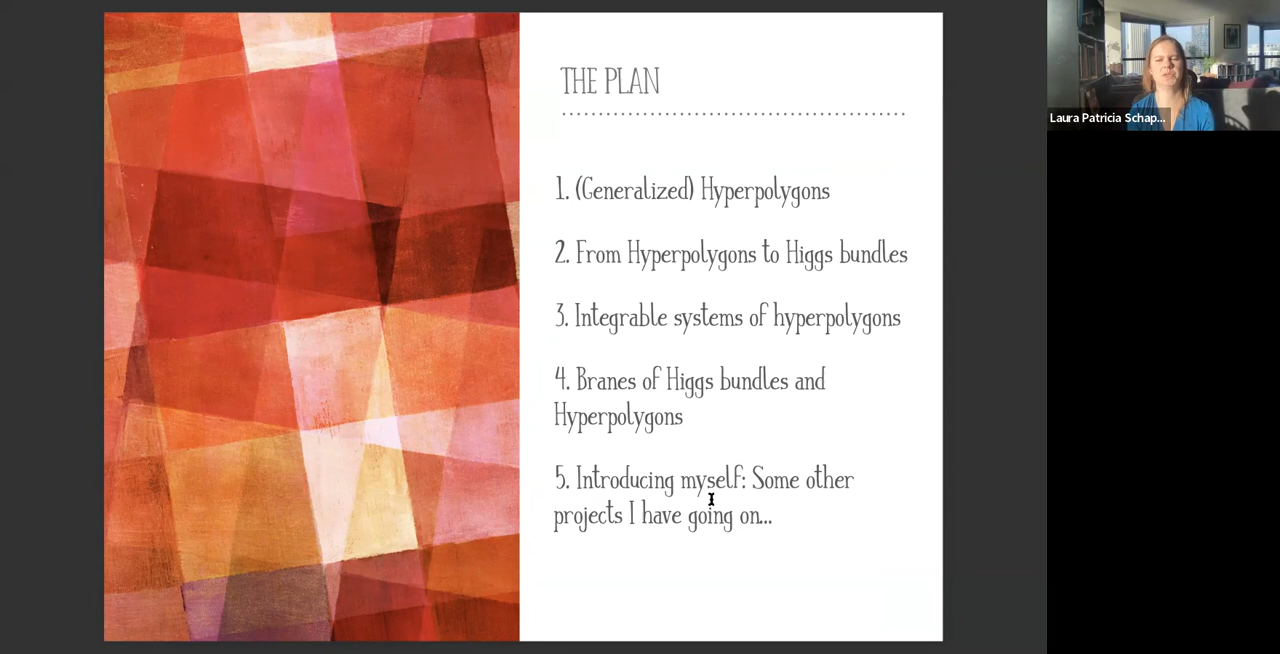 THE PLAN
1. (Generalized) Hyperpolygons
2. From Hyperpolygons to Higgs bundles
3. Integrable systems of hyperpolygons
4. Branes of Higgs bundles and
Hyperpolygons
5. Introducing myself: Some other
projects I have going on...
Laura Patricia Schap...